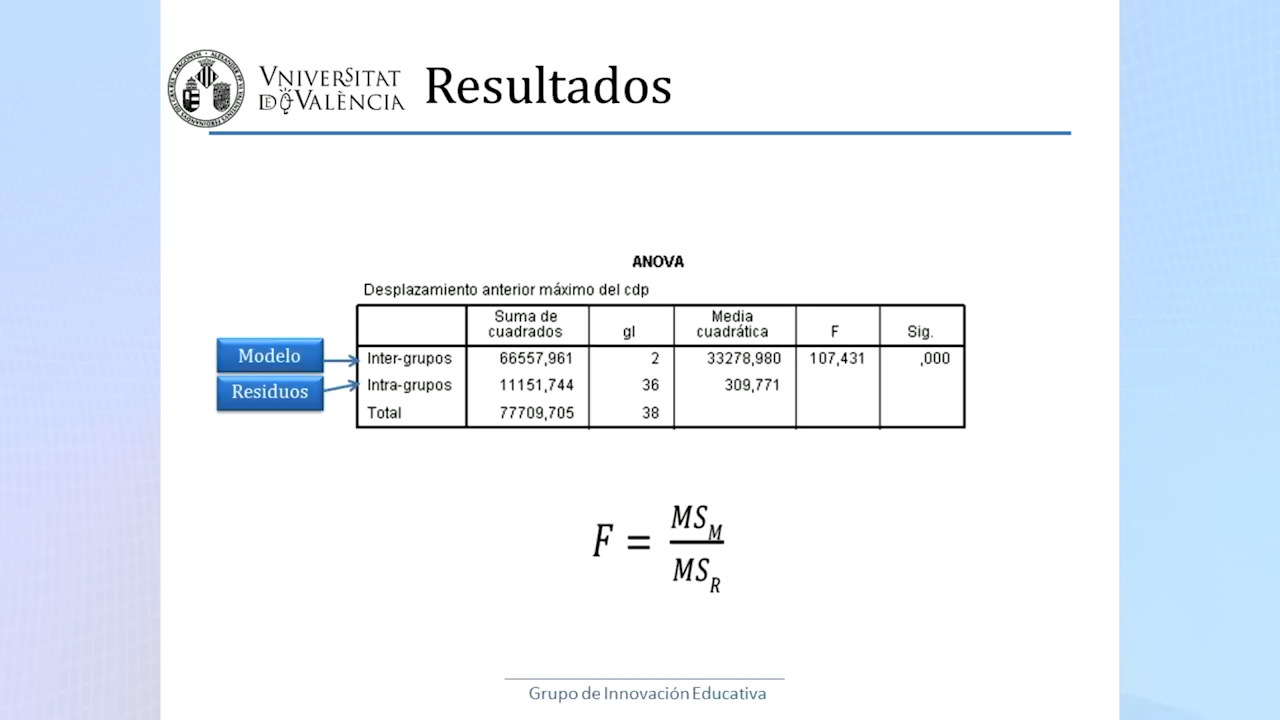 VNIVERSITAT
DE VALÈNCIA
Resultados
ANOVA
Desplazamiento anterior máximo del cdp
Suma de cuadrados gl Media cuadrática F Sig.
Modelo Inter-grupos 66557,961 2 33278,980 107,431 ,000
Residuos Intra-grupos 11151,744 36 309,771
Total 77709,705 38
F = MS_M / MS_R
Grupo de Innovación Educativa